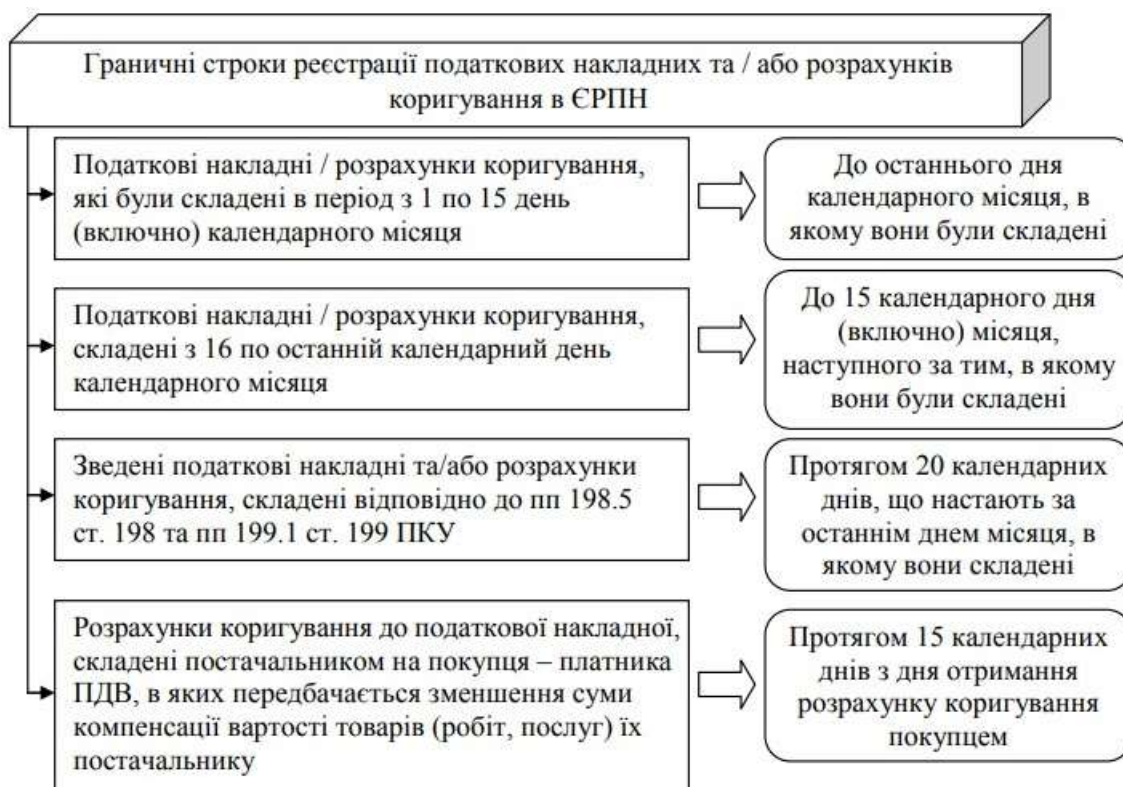 Граничні строки реєстрації податкових накладних та / або розрахунків
коригування в ЄРПН
Податкові накладні / розрахунки коригування,
які були складені в період з 1 по 15 день
(включно) календарного місяця
До останнього дня
календарного місяця, в
якому вони були складені
Податкові накладні / розрахунки коригування,
складені з 16 по останній календарний день
календарного місяця
До 15 календарного дня
(включно) місяця,
наступного за тим, в якому
вони були складені
Зведені податкові накладні та/або розрахунки
коригування, складені відповідно до пп 198.5
ст. 198 та пп 199.1 ст. 199 ПКУ
Протягом 20 календарних
днів, що настають за
останнім днем місяця, в
якому вони складені
Розрахунки коригування до податкової накладної,
складені постачальником на покупця – платника
ПДВ, в яких передбачається зменшення суми
компенсації вартості товарів (робіт, послуг) їх
постачальнику
Протягом 15 календарних
днів з дня отримання
розрахунку коригування
покупцем